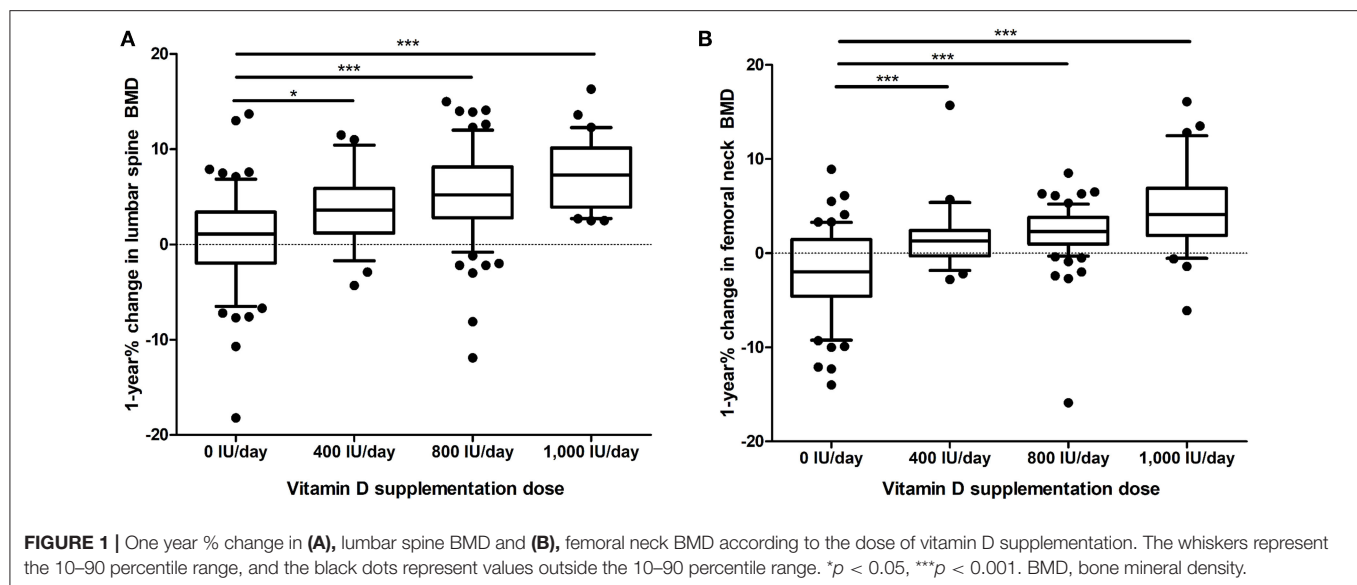 A
***
***
*
20
10
0
-10
-20
1-year% change in lumbar spine BMD
0 IU/day 400 IU/day 800 IU/day 1,000 IU/day
Vitamin D supplementation dose
B
***
***
***
20
10
0
-10
-20
1-year% change in femoral neck BMD
0 IU/day 400 IU/day 800 IU/day 1,000 IU/day
Vitamin D supplementation dose
FIGURE 1 | One year % change in (A), lumbar spine BMD and (B), femoral neck BMD according to the dose of vitamin D supplementation. The whiskers represent
the 10–90 percentile range, and the black dots represent values outside the 10–90 percentile range. *p < 0.05, ***p < 0.001. BMD, bone mineral density.